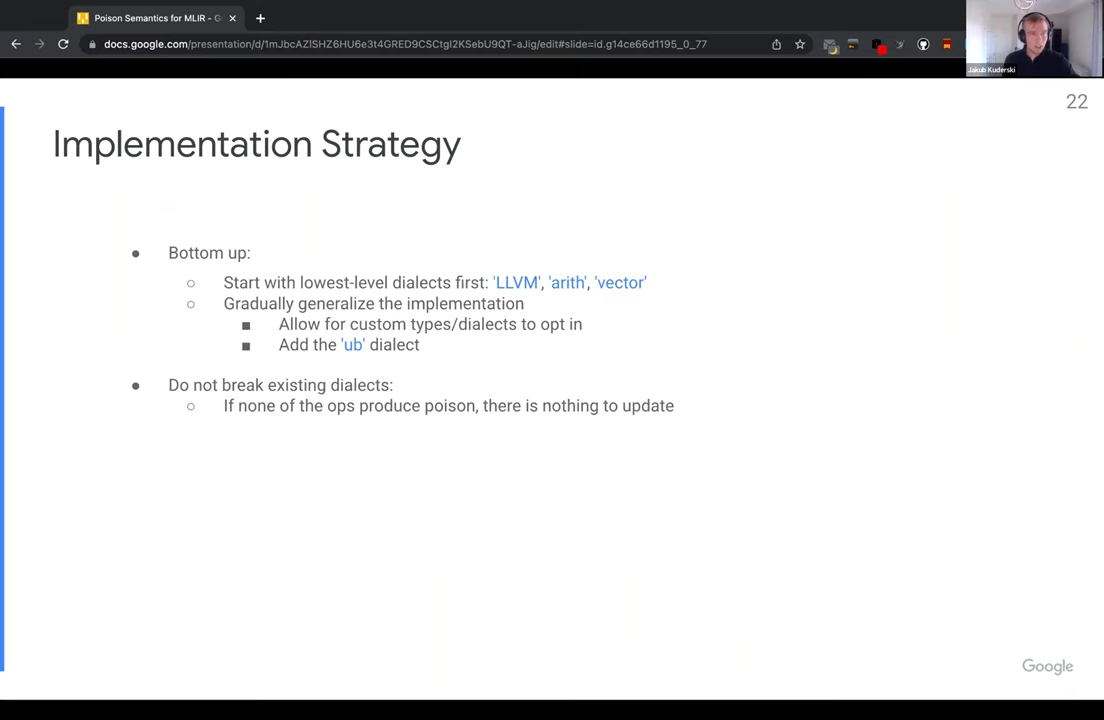 Poison Semantics for MLIR - G
docs.google.com/presentation/d/1mJbcAZlSHZ6HU6e3t4GRED9CSCtgI2KSebU9QT-aJig/edit#slide=id.g14ce66d1195_0_77
Jakub Kuderski
22
Implementation Strategy
● Bottom up:
○ Start with lowest-level dialects first: 'LLVM', 'arith', 'vector'
○ Gradually generalize the implementation
■ Allow for custom types/dialects to opt in
■ Add the 'ub' dialect
● Do not break existing dialects:
○ If none of the ops produce poison, there is nothing to update
Google